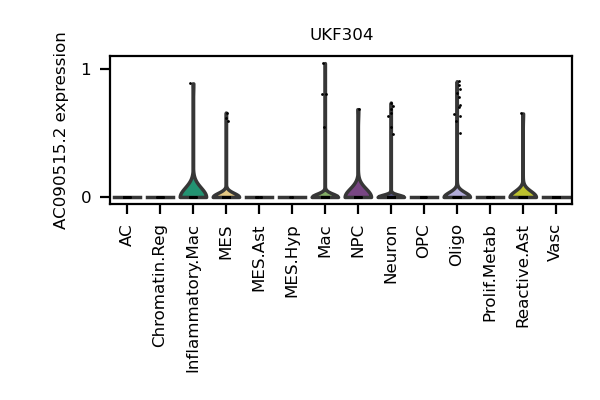 UKF304
AC090515.2 expression
1
0
AC
Chromatin.Reg
Inflammatory.Mac
MES
MES.Ast
MES.Hyp
Mac
NPC
Neuron
OPC
Oligo
Prolif.Metab
Reactive.Ast
Vasc